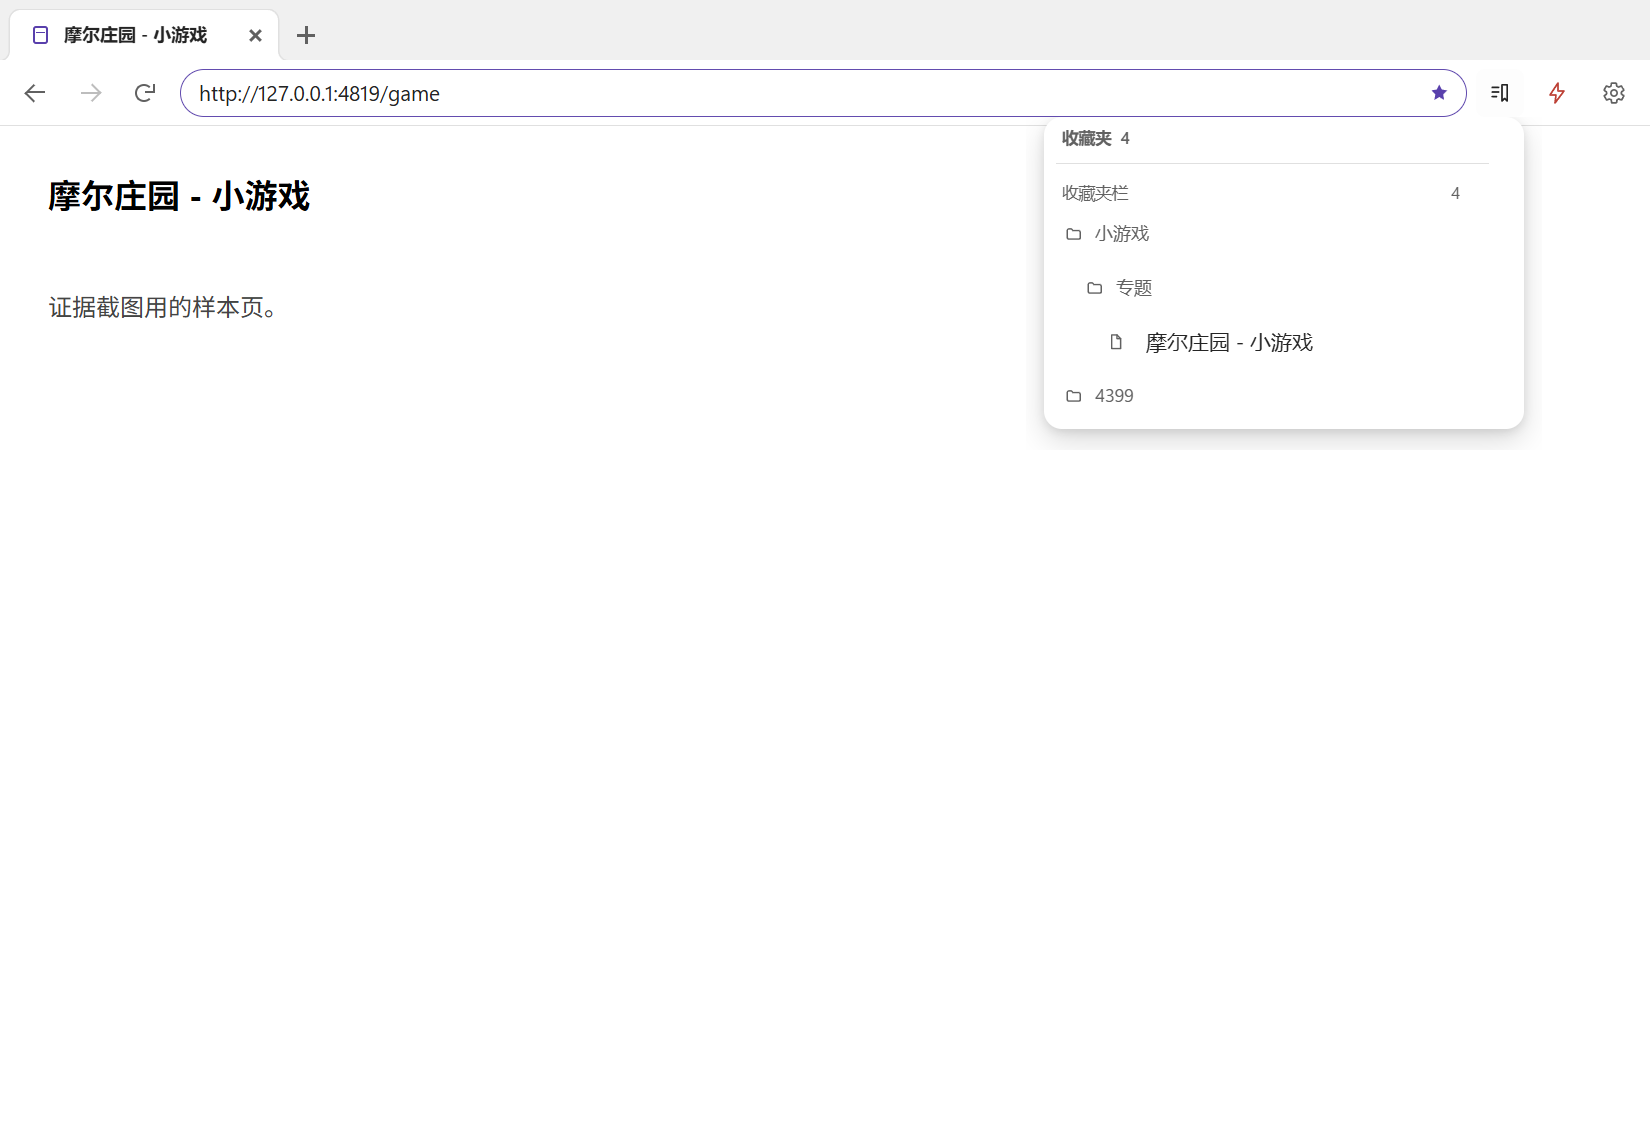 摩尔庄园 - 小游戏
http://127.0.0.1:4819/game
收藏夹 4
收藏夹栏 4
小游戏
专题
摩尔庄园 - 小游戏
4399
摩尔庄园 - 小游戏
证据截图用的样本页。